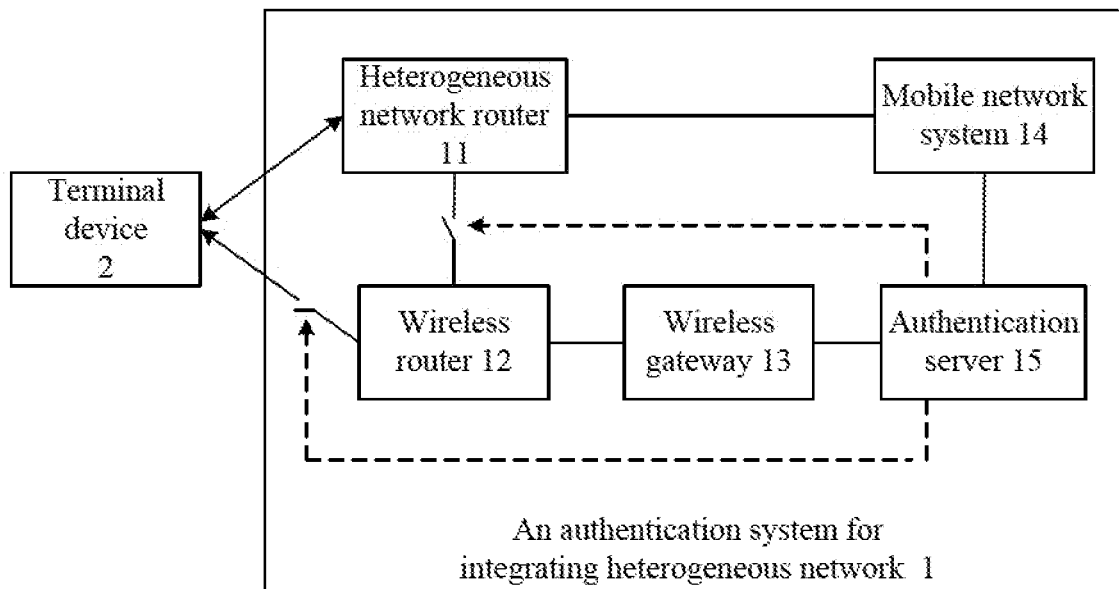 Heterogeneous
network router
11
Mobile network
system 14
Terminal
device
2
Wireless
router 12
Wireless
gateway 13
Authentication
server 15
An authentication system for
integrating heterogeneous network 1